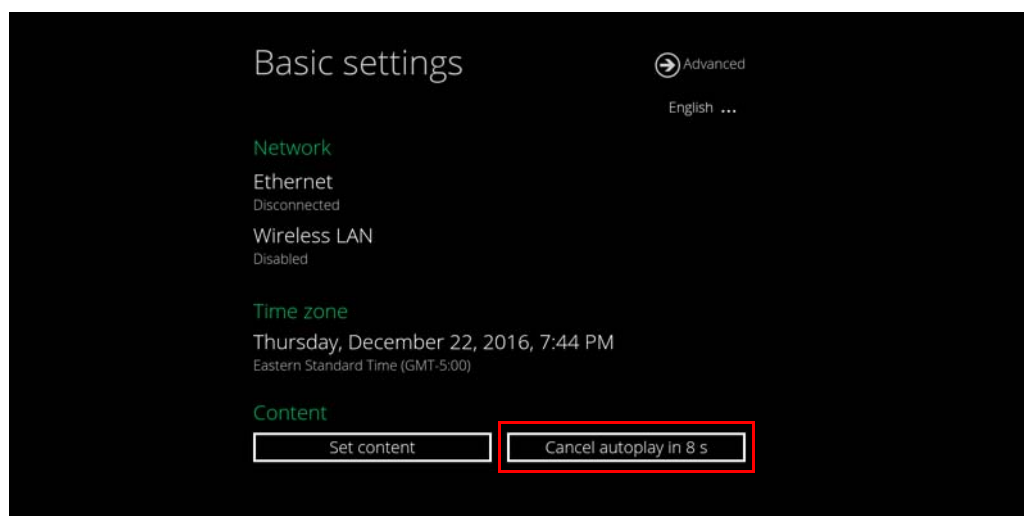 Basic settings
Advanced
English ...
Network
Ethernet
Disconnected
Wireless LAN
Disabled
Time zone
Thursday, December 22, 2016, 7:44 PM
Eastern Standard Time (GMT-5:00)
Content
Set content
Cancel autoplay in 8 s